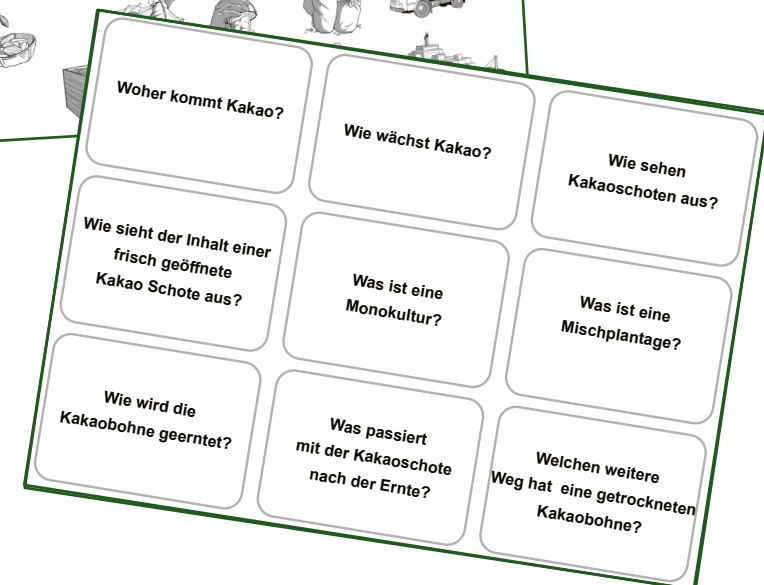 Woher kommt Kakao?
Wie wächst Kakao?
Wie sehen
Kakaoschoten aus?
Wie sieht der Inhalt einer
frisch geöffnete
Kakao Schote aus?
Was ist eine
Monokultur?
Was ist eine
Mischplantage?
Wie wird die
Kakaobohne geerntet?
Was passiert
mit der Kakaoschote
nach der Ernte?
Welchen weitere
Weg hat eine getrockneten
Kakaobohne?